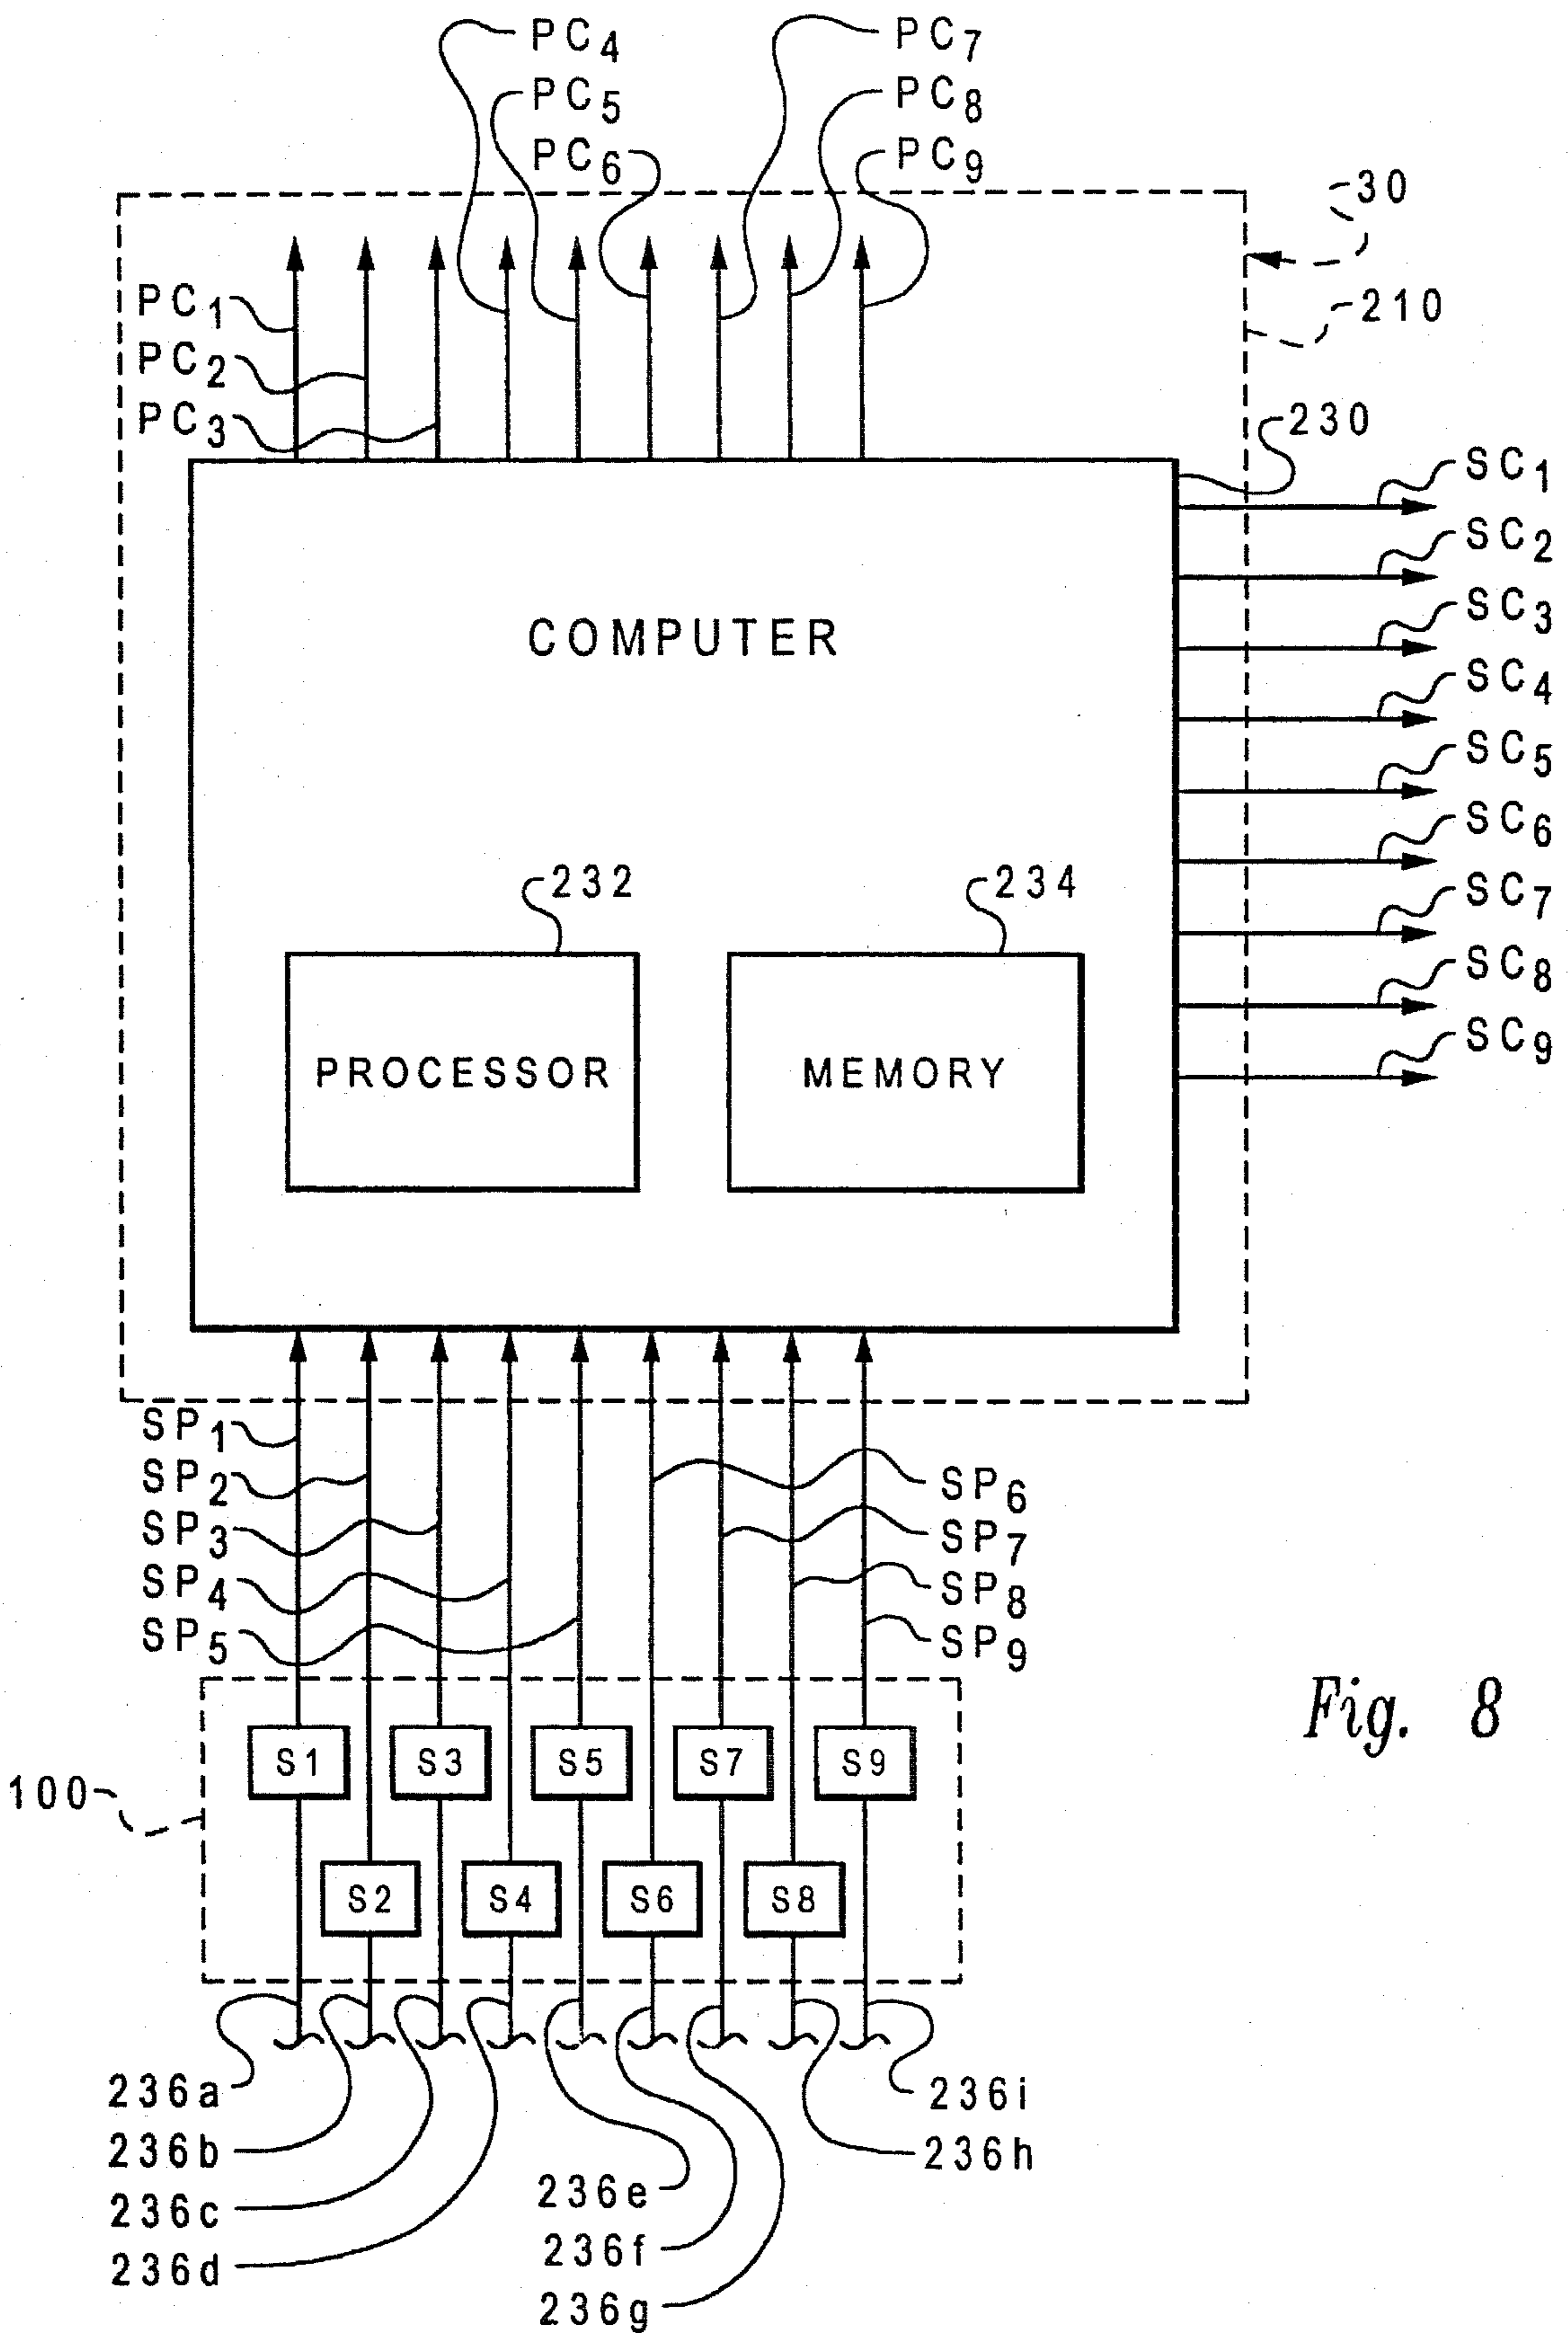 PC4 PC7
PC5 PC8
PC6 PC9
30
PC1 210
PC2
PC3 230
SC1
SC2
COMPUTER SC3
SC4
SC5
SC6
232 234 SC7
SC8
SC9
PROCESSOR MEMORY
SP1
SP2 SP6
SP3 SP7
SP4 SP8
SP5 SP9
Fig. 8
S1 S3 S5 S7 S9
100
S2 S4 S6 S8
236a 236i
236b 236h
236c 236e
236d 236f
236g